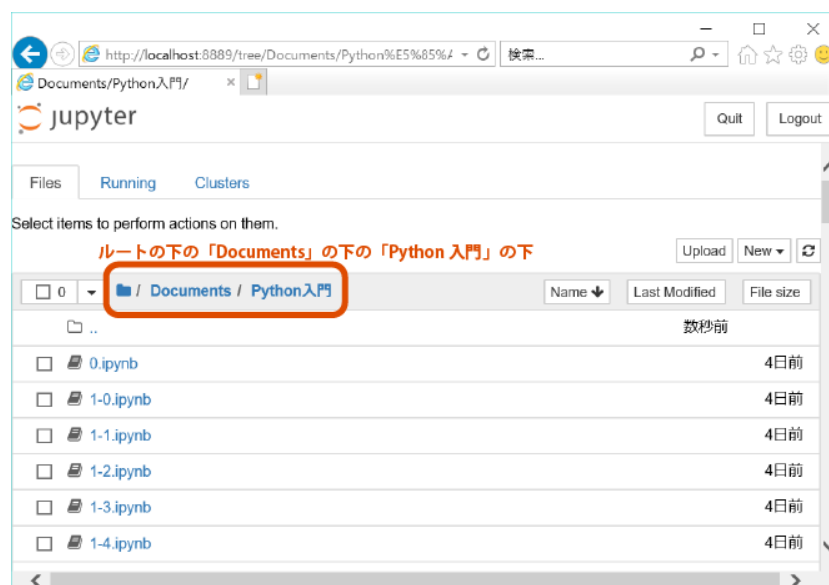 http://localhost:8889/tree/Documents/Python%E5%85%
検索...
Documents/Python入門/
jupyter
Quit
Logout
Files
Running
Clusters
Select items to perform actions on them.
ルートの下の「Documents」の下の「Python 入門」の下
Upload
New
0
/ Documents / Python入門
Name
Last Modified
File size
..
数秒前
0.ipynb
4日前
1-0.ipynb
4日前
1-1.ipynb
4日前
1-2.ipynb
4日前
1-3.ipynb
4日前
1-4.ipynb
4日前